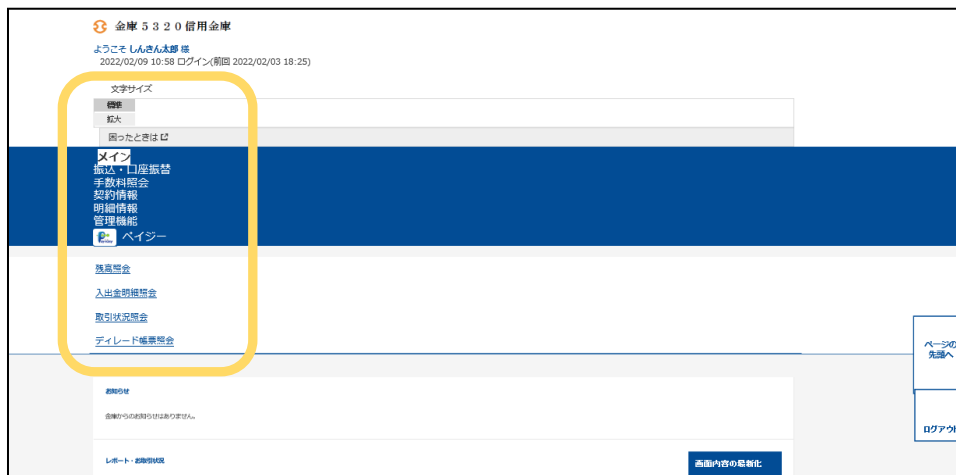 金庫５３２０信用金庫
ようこそ しんきん太郎 様
2022/02/09 10:58 ログイン(前回 2022/02/03 18:25)
文字サイズ
標準
拡大
困ったときは
メイン
振込・口座振替
手数料照会
契約情報
明細情報
管理機能
ペイジー
残高照会
入出金明細照会
取引状況照会
ディレード帳票照会
ページの
先頭へ
お知らせ
金庫からのお知らせはありません。
ログアウト
レポート・お取引状況
画面内容の最新化